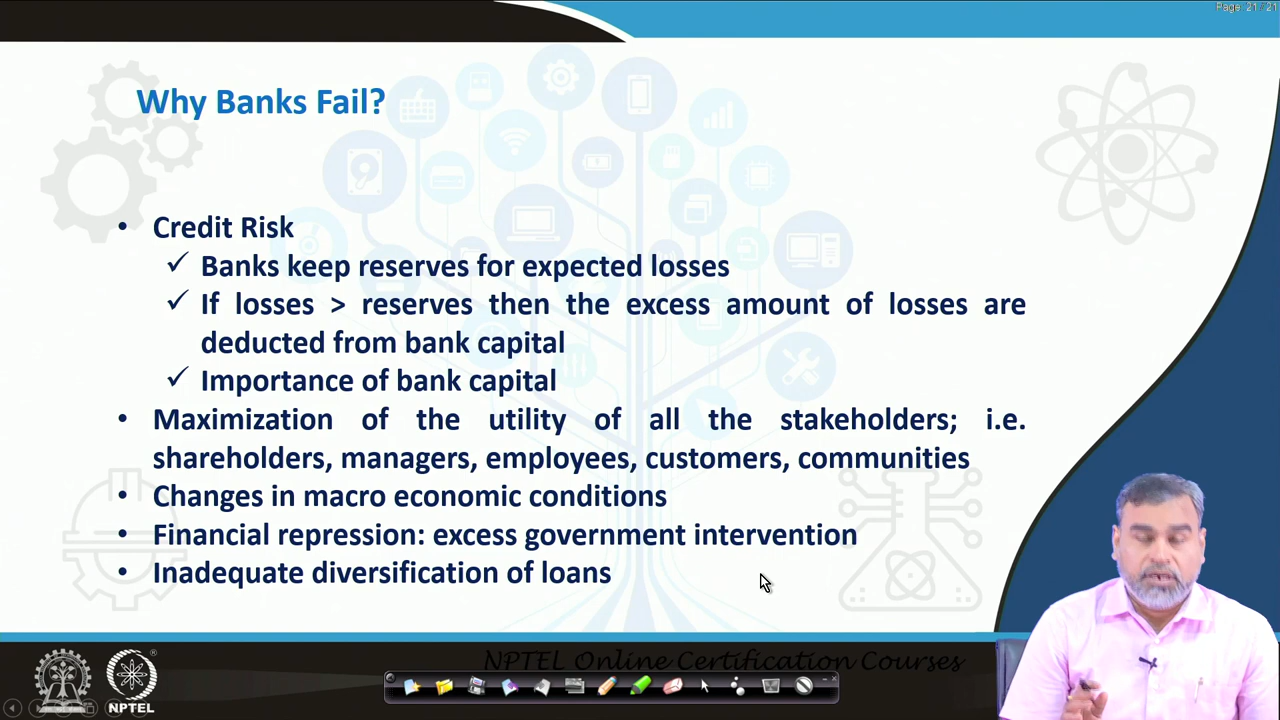 Page: 21 / 21
Why Banks Fail?
• Credit Risk
✓ Banks keep reserves for expected losses
✓ If losses > reserves then the excess amount of losses are
deducted from bank capital
✓ Importance of bank capital
• Maximization of the utility of all the stakeholders; i.e.
shareholders, managers, employees, customers, communities
• Changes in macro economic conditions
• Financial repression: excess government intervention
• Inadequate diversification of loans
NPTEL Online Certification Courses
NPTEL